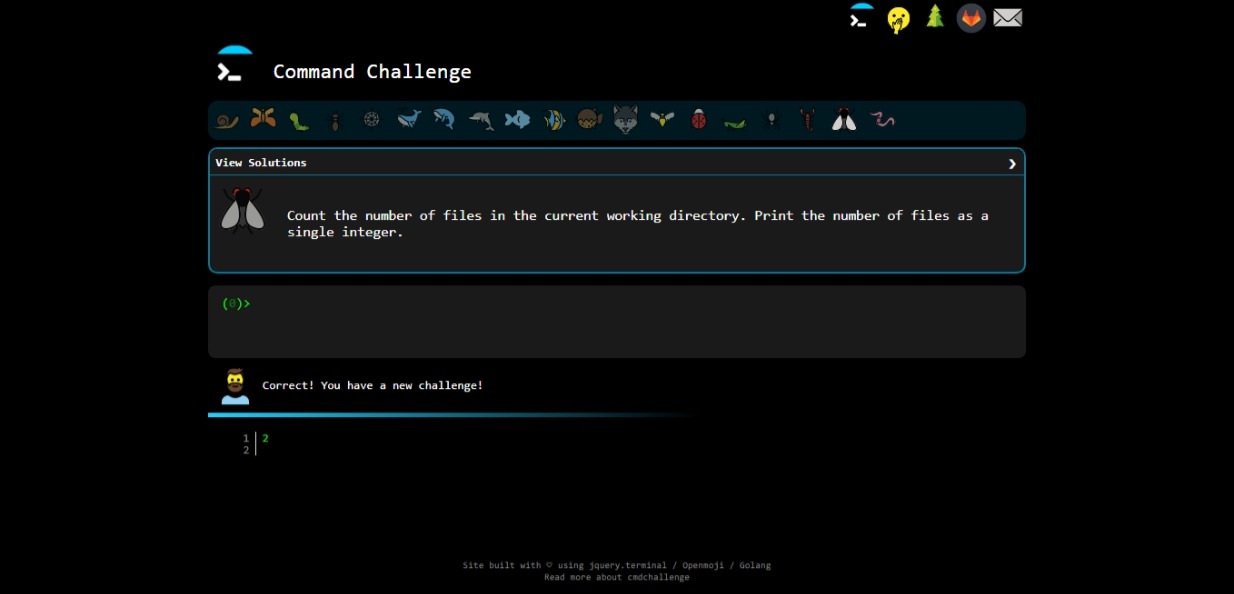 Command Challenge
View Solutions
Count the number of files in the current working directory. Print the number of files as a
single integer.
(0)>
Correct! You have a new challenge!
1 2
2
Site built with ♡ using jquery.terminal / Openmoji / Golang
Read more about cmdchallenge